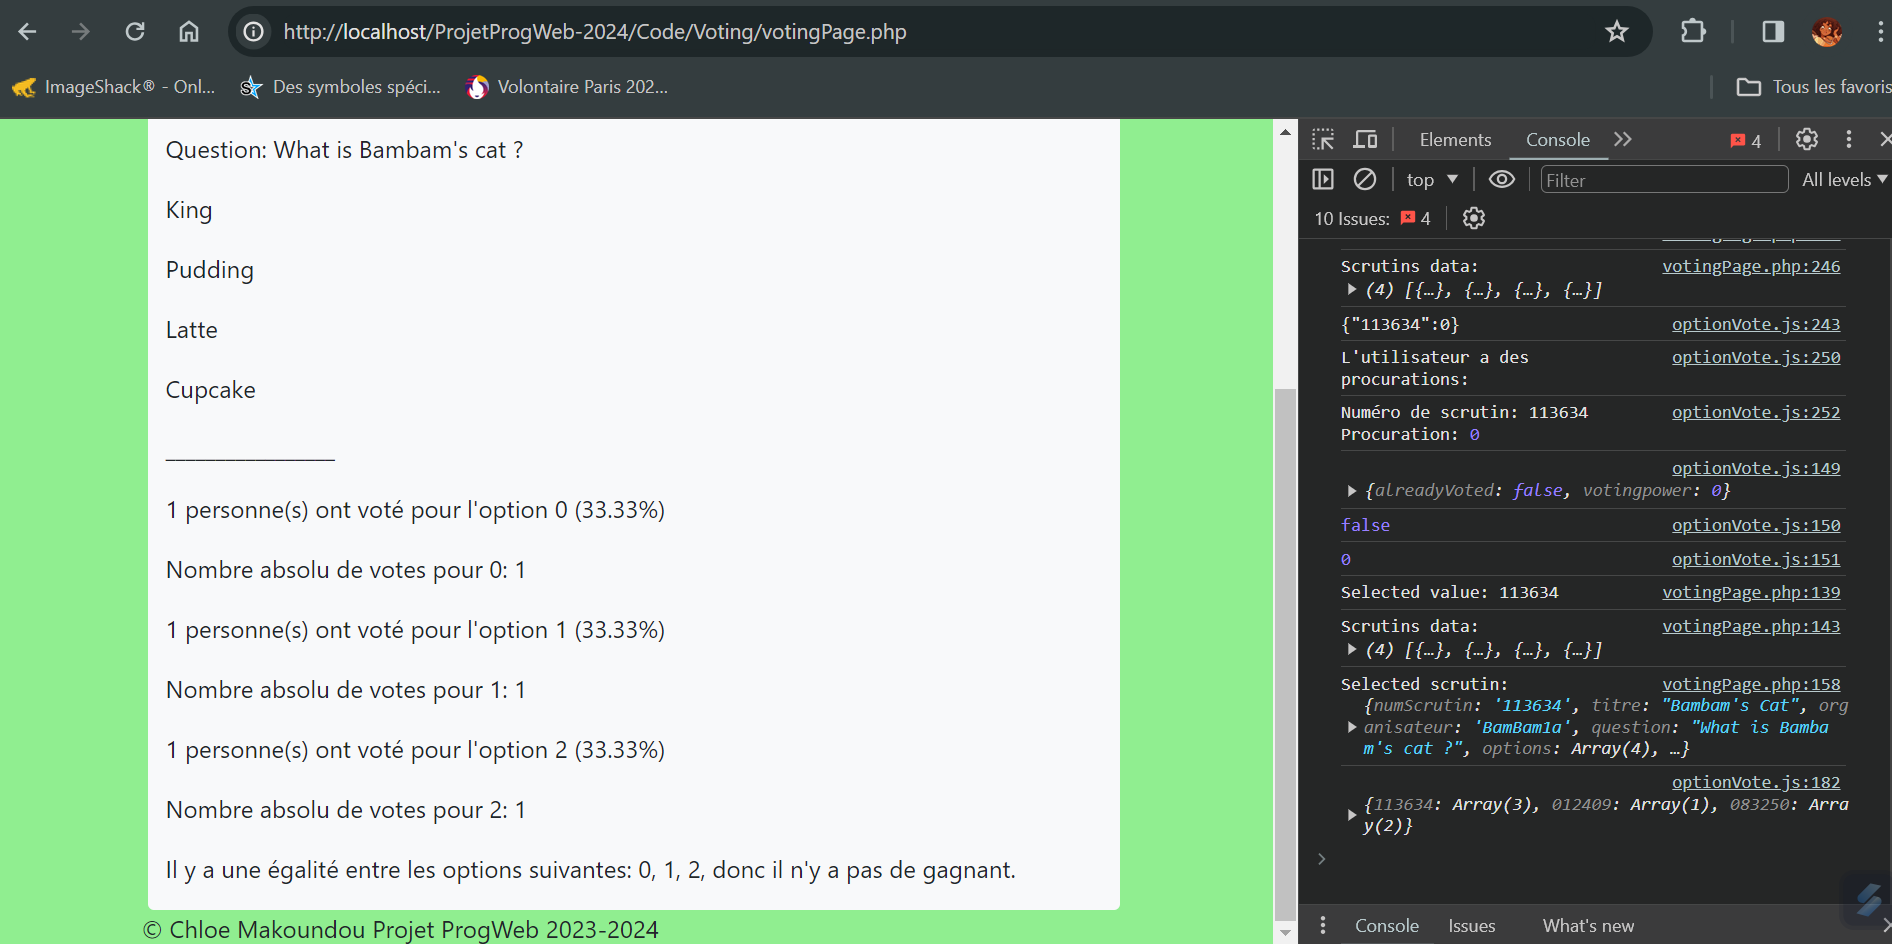 http://localhost/ProjetProgWeb-2024/Code/Voting/votingPage.php
ImageShack® - Onl...
Des symboles spéci...
Volontaire Paris 202...
Tous les favoris
Question: What is Bambam's cat ?
King
Pudding
Latte
Cupcake
_________________
1 personne(s) ont voté pour l'option 0 (33.33%)
Nombre absolu de votes pour 0: 1
1 personne(s) ont voté pour l'option 1 (33.33%)
Nombre absolu de votes pour 1: 1
1 personne(s) ont voté pour l'option 2 (33.33%)
Nombre absolu de votes pour 2: 1
Il y a une égalité entre les options suivantes: 0, 1, 2, donc il n'y a pas de gagnant.
© Chloe Makoundou Projet ProgWeb 2023-2024
Elements Console 4
top Filter All levels
10 Issues: 4
Scrutins data: votingPage.php:246
(4) [{…}, {…}, {…}, {…}]
{"113634":0} optionVote.js:243
L'utilisateur a des optionVote.js:250
procurations:
Numéro de scrutin: 113634 optionVote.js:252
Procuration: 0
optionVote.js:149
{alreadyVoted: false, votingpower: 0}
false optionVote.js:150
0 optionVote.js:151
Selected value: 113634 votingPage.php:139
Scrutins data: votingPage.php:143
(4) [{…}, {…}, {…}, {…}]
Selected scrutin: votingPage.php:158
{numScrutin: '113634', titre: "Bambam's Cat", org
anisateur: 'BamBam1a', question: "What is Bamba
m's cat ?", options: Array(4), …}
optionVote.js:182
{113634: Array(3), 012409: Array(1), 083250: Arra
y(2)}
Console Issues What's new